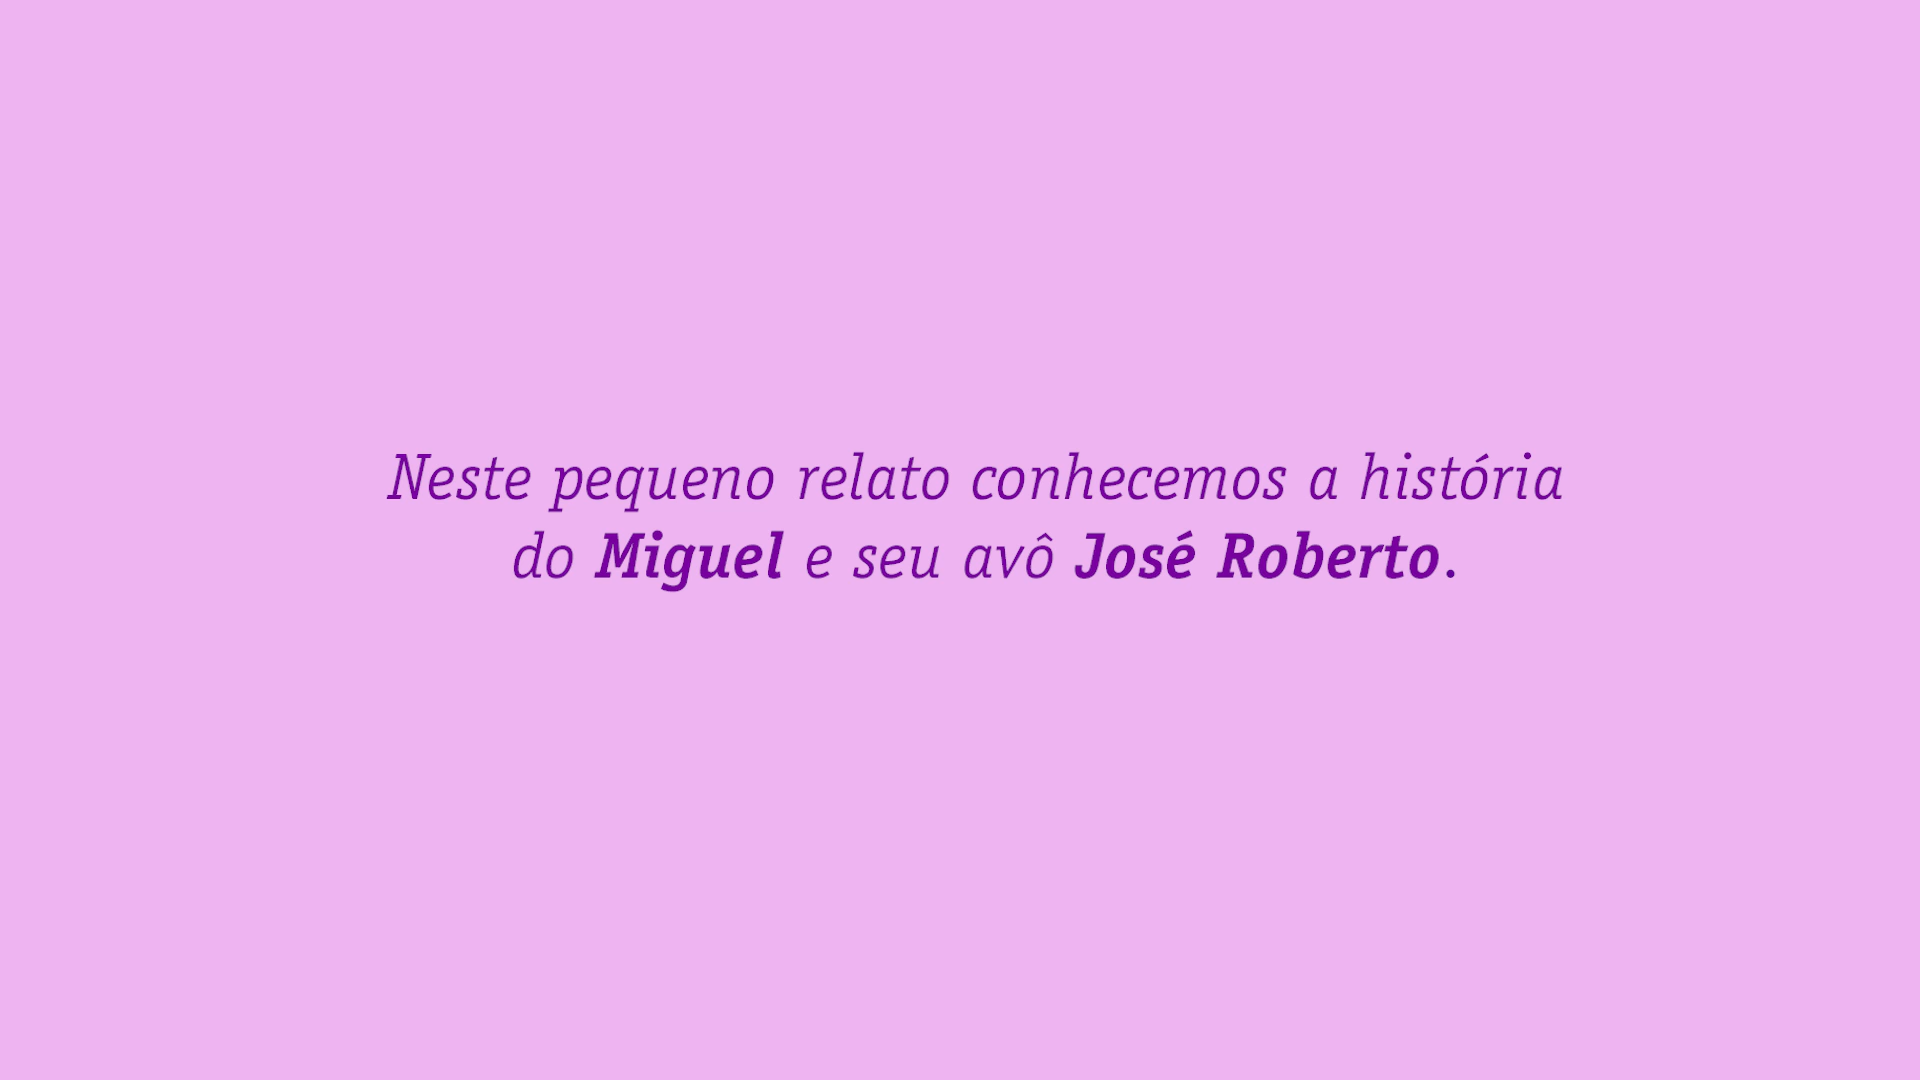 Neste pequeno relato conhecemos a história
do Miguel e seu avô José Roberto.